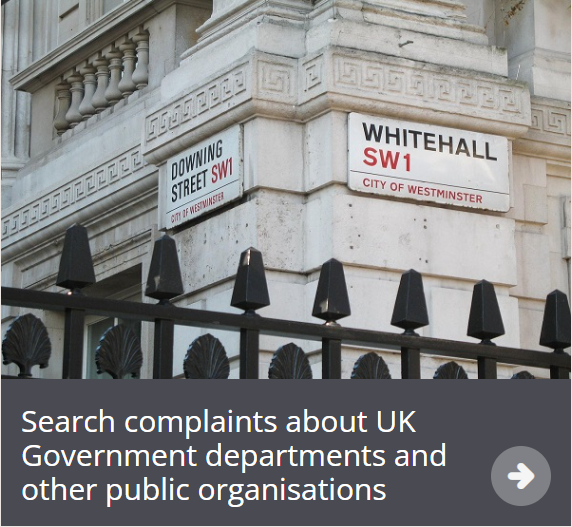 DOWNING
STREET SW1
CITY OF WESTMINSTER
WHITEHALL
SW1
CITY OF WESTMINSTER
Search complaints about UK
Government departments and
other public organisations